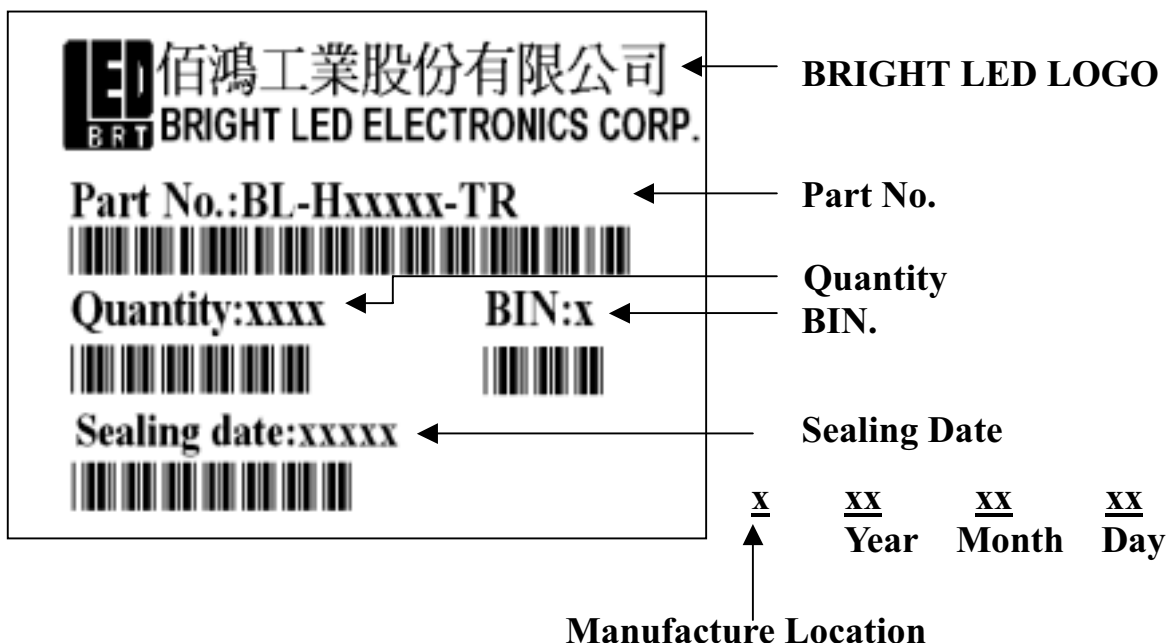 LED 佰鴻工業股份有限公司
BRT BRIGHT LED ELECTRONICS CORP.
BRIGHT LED LOGO
Part No.:BL-Hxxxxx-TR
Part No.
Quantity
Quantity:xxxx
BIN:x
BIN.
Sealing date:xxxxx
Sealing Date
x xx xx xx
Year Month Day
Manufacture Location